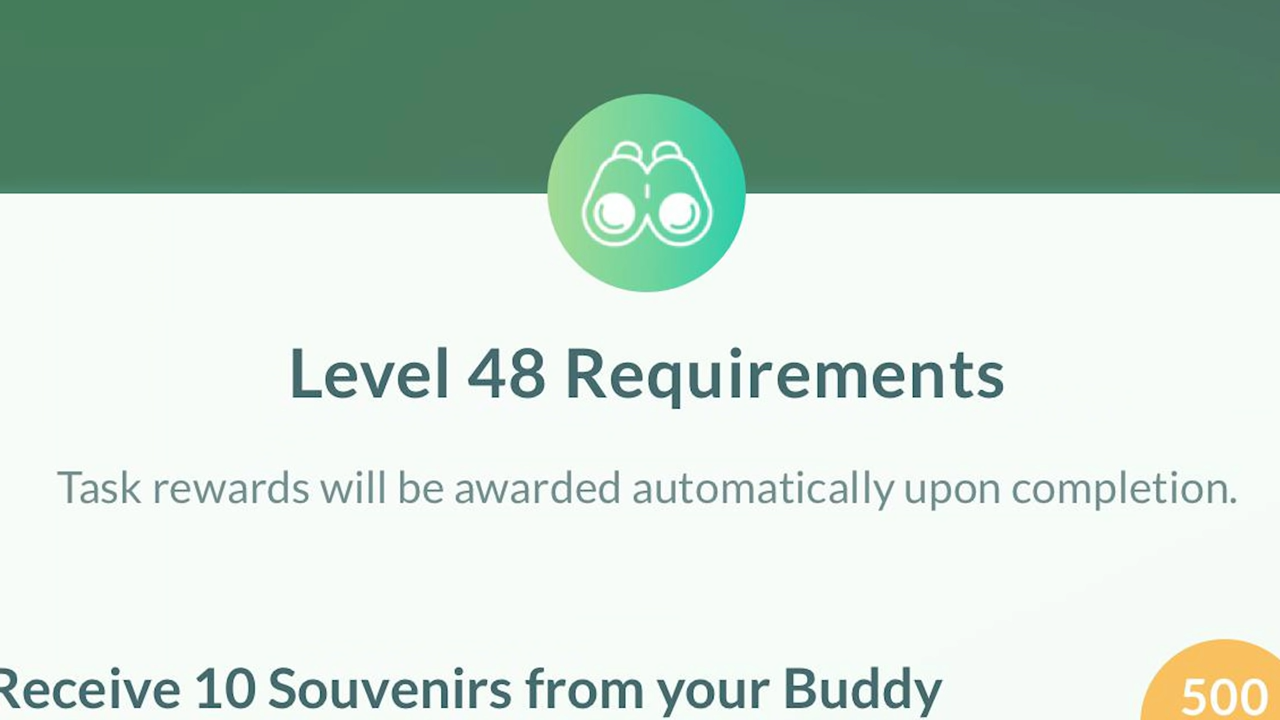 Level 48 Requirements
Task rewards will be awarded automatically upon completion.
Receive 10 Souvenirs from your Buddy
500